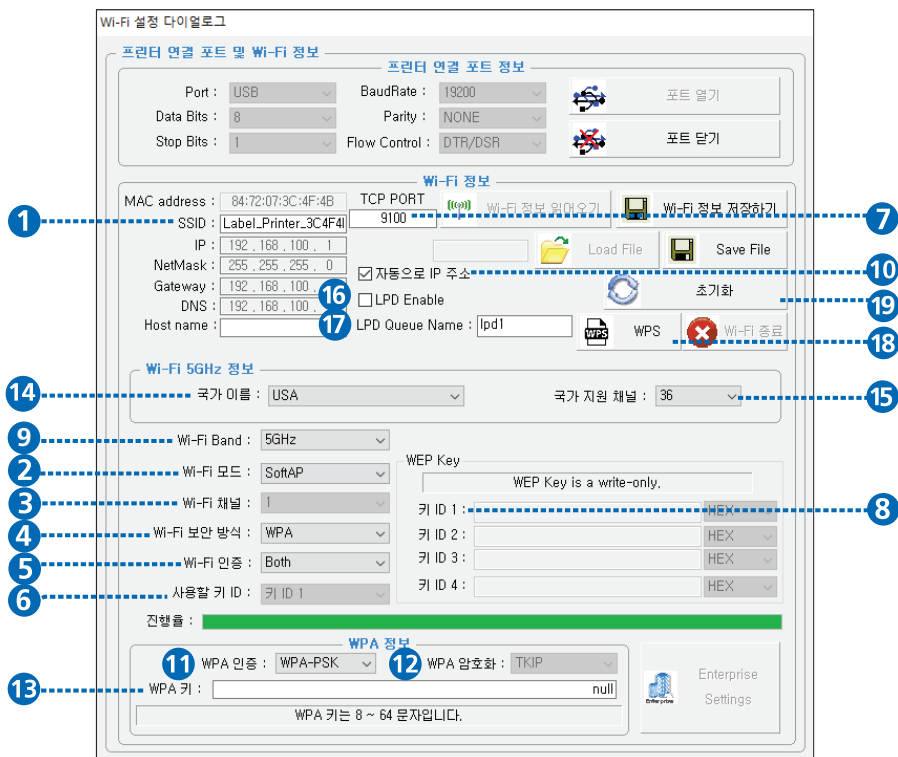 Wi-Fi 설정 다이얼로그
프린터 연결 포트 및 Wi-Fi 정보
프린터 연결 포트 정보
Port : USB BaudRate : 19200 포트 열기
Data Bits : 8 Parity : NONE
Stop Bits : 1 Flow Control : DTR/DSR 포트 닫기
Wi-Fi 정보
MAC address : 84:72:07:3C:4F:4B TCP PORT Wi-Fi 정보 읽어오기 Wi-Fi 정보 저장하기
1 SSID : Label_Printer_3C4F4 9100 7
IP : 192 . 168 . 100 . 1 Load File Save File
NetMask : 255 . 255 . 255 . 0 자동으로 IP 주소 10
Gateway : 192 . 168 . 100 . 16 LPD Enable 초기화 19
DNS : 192 . 168 . 100 .
Host name : 17 LPD Queue Name : lpd1 WPS WPS Wi-Fi 종료 18
Wi-Fi 5GHz 정보
14 국가 이름 : USA 국가 지원 채널 : 36 15
9 Wi-Fi Band : 5GHz
WEP Key
2 Wi-Fi 모드 : SoftAP WEP Key is a write-only,
3 Wi-Fi 채널 : 1 키 ID 1 : HEX 8
4 Wi-Fi 보안 방식 : WPA 키 ID 2 : HEX
5 Wi-Fi 인증 : Both 키 ID 3 : HEX
6 사용할 키 ID : 키 ID 1 키 ID 4 : HEX
진행율 :
WPA 정보
11 WPA 인증 : WPA-PSK 12 WPA 암호화 : TKIP
13 WPA 키 : null Enterprise Enterprise Settings
WPA 키는 8 ~ 64 문자입니다.